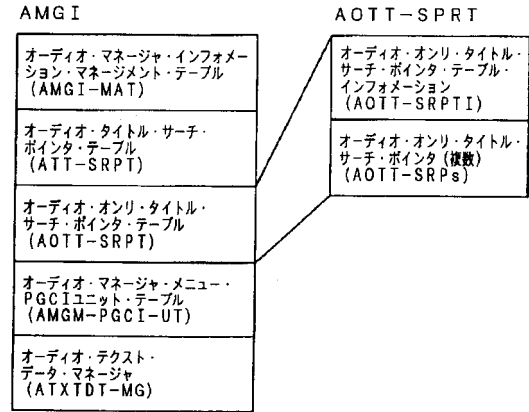 AMGI
オーディオ・マネージャ・インフォメー
ション・マネージメント・テーブル
(AMGI-MAT)
オーディオ・タイトル・サーチ・
ポインタ・テーブル
(ATT-SRPT)
オーディオ・オンリ・タイトル・
サーチ・ポインタ・テーブル
(AOTT-SRPT)
オーディオ・マネージャ・メニュー・
PGCIユニット・テーブル
(AMGM-PGCI-UT)
オーディオ・テクスト・
データ・マネージャ
(ATXTDT-MG)
AOTT-SPRT
オーディオ・オンリ・タイトル・
サーチ・ポインタ・テーブル・
インフォメーション
(AOTT-SRPTI)
オーディオ・オンリ・タイトル・
サーチ・ポインタ(複数)
(AOTT-SRPs)